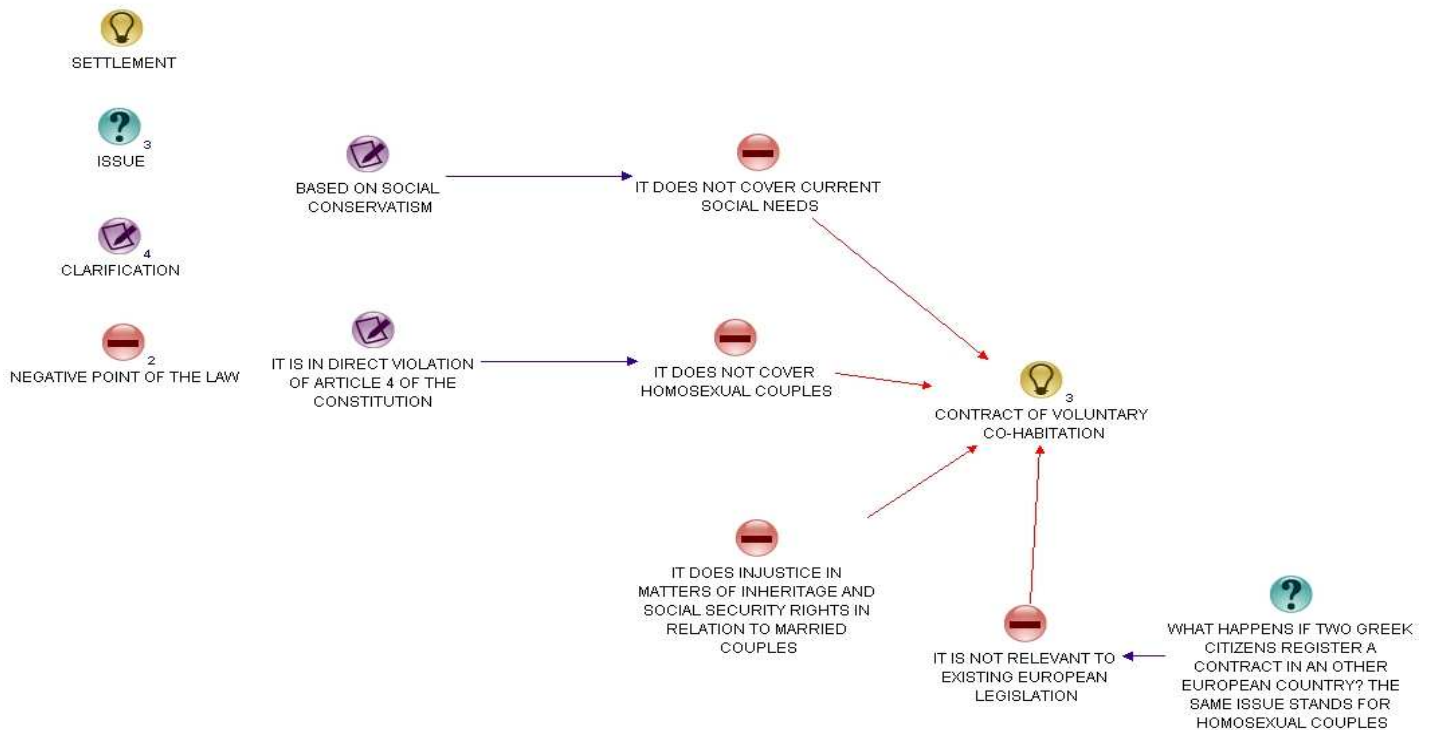 SETTLEMENT
3
ISSUE
4
CLARIFICATION
2
NEGATIVE POINT OF THE LAW
BASED ON SOCIAL
CONSERVATISM
IT DOES NOT COVER CURRENT
SOCIAL NEEDS
IT IS IN DIRECT VIOLATION
OF ARTICLE 4 OF THE
CONSTITUTION
IT DOES NOT COVER
HOMOSEXUAL COUPLES
3
CONTRACT OF VOLUNTARY
CO-HABITATION
IT DOES INJUSTICE IN
MATTERS OF INHERITAGE AND
SOCIAL SECURITY RIGHTS IN
RELATION TO MARRIED
COUPLES
IT IS NOT RELEVANT TO
EXISTING EUROPEAN
LEGISLATION
WHAT HAPPENS IF TWO GREEK
CITIZENS REGISTER A
CONTRACT IN AN OTHER
EUROPEAN COUNTRY? THE
SAME ISSUE STANDS FOR
HOMOSEXUAL COUPLES